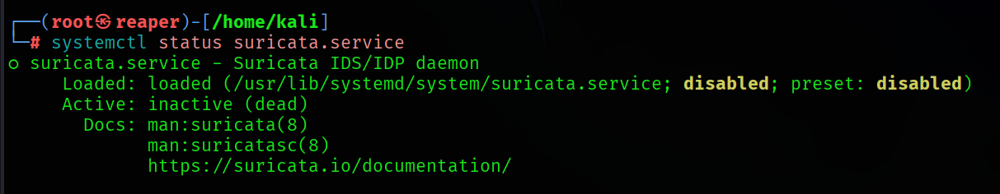 ┌──(root㉿reaper)-[/home/kali]
└─# systemctl status suricata.service
○ suricata.service - Suricata IDS/IDP daemon
     Loaded: loaded (/usr/lib/systemd/system/suricata.service; disabled; preset: disabled)
     Active: inactive (dead)
       Docs: man:suricata(8)
             man:suricatasc(8)
             https://suricata.io/documentation/